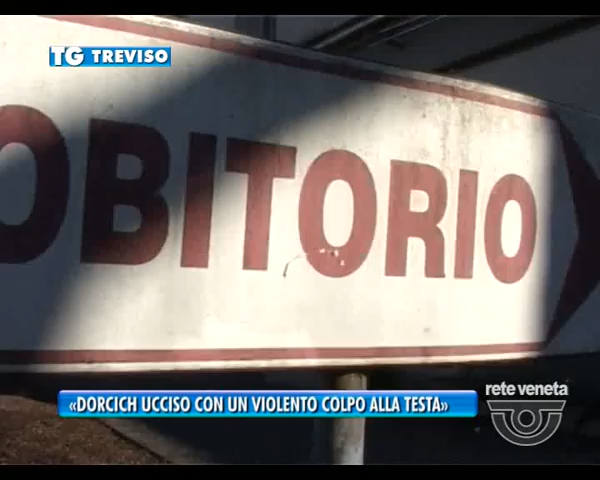 TG TREVISO
OBITORIO
«DORCICH UCCISO CON UN VIOLENTO COLPO ALLA TESTA»
rete veneta